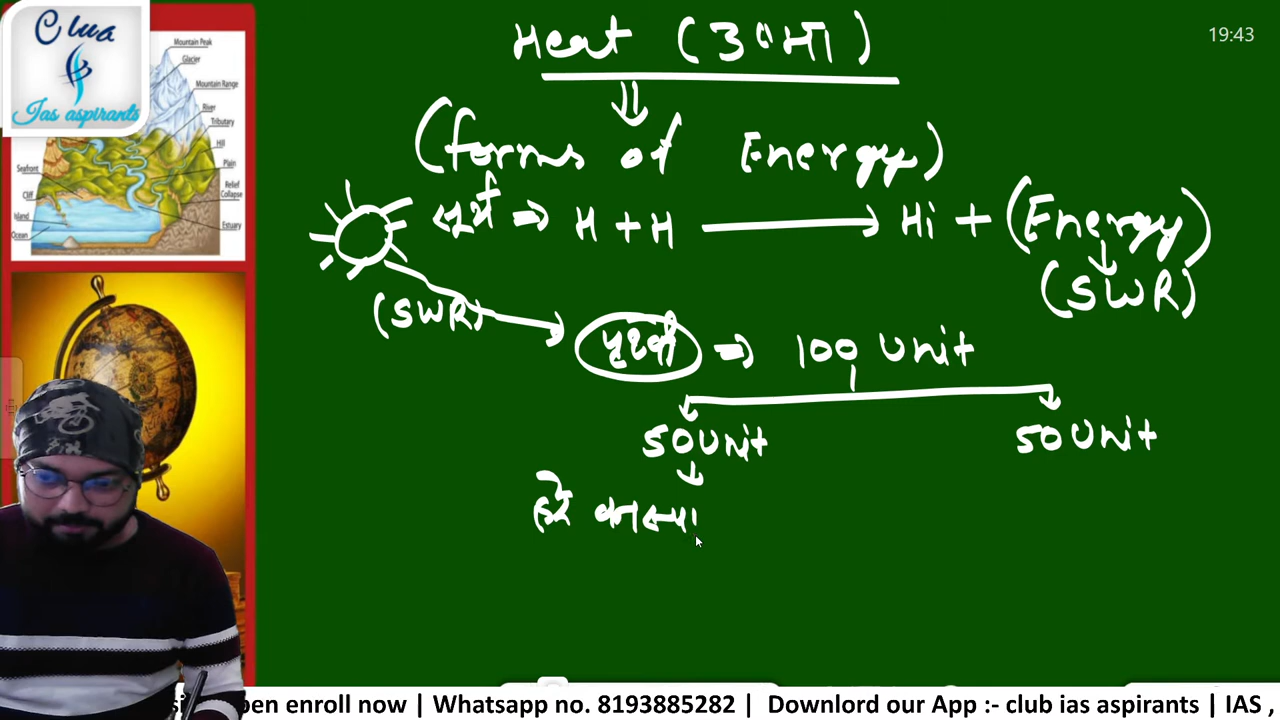 Clua
Ias aspirants
Mountain Peak
Glacier
Mountain Range
River
Tributary
Hill
Plain
Seafront
Relief
Collapse
Cliff
Island
Estuary
Ocean
19:43
Heat (ऊष्मा)
(forms of Energy)
सूर्य ⇒ H + H → Hi + (Energy)
(SWR)
(SWR)
पृथ्वी ⇒ 100 Unit
50 Unit 50 Unit
pen enroll now | Whatsapp no. 8193885282 | Downlord our App :- club ias aspirants | IAS ,